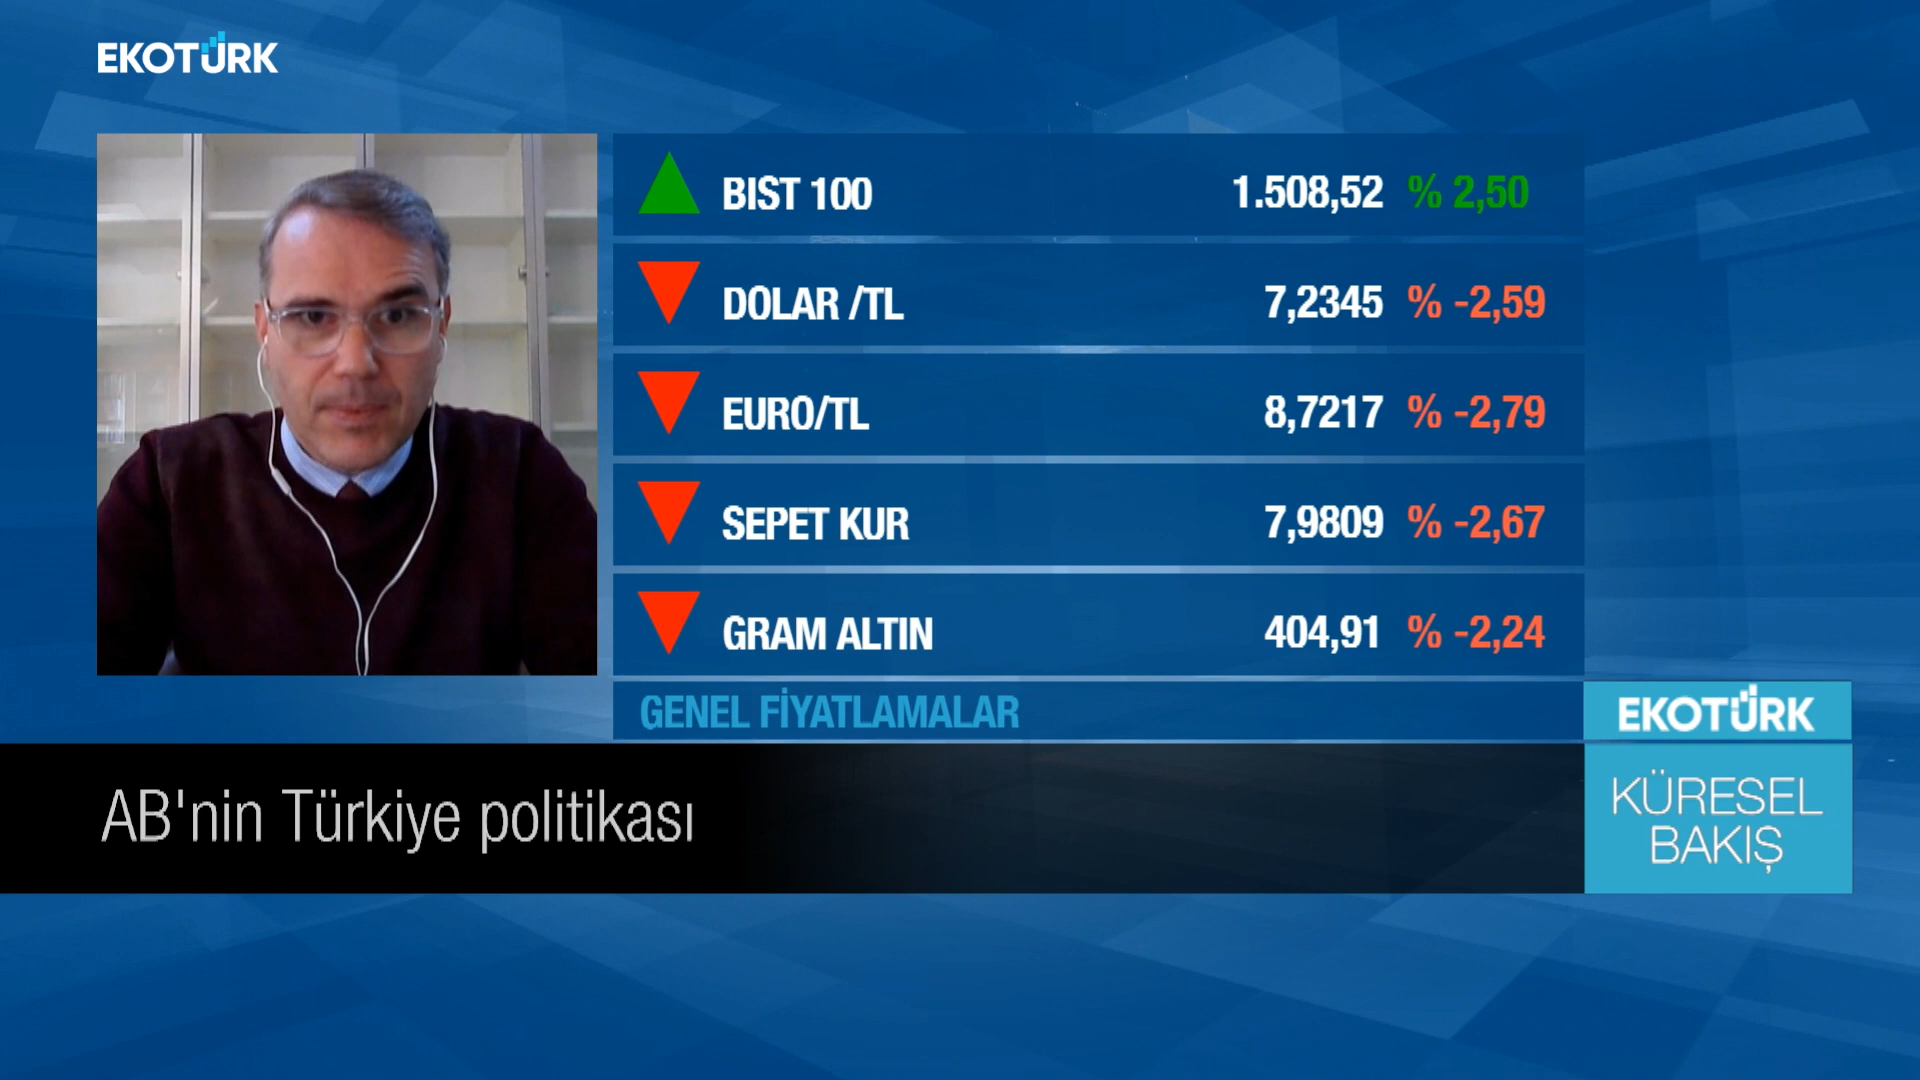 EKOTÜRK
BIST 100 1.508,52 % 2,50
DOLAR /TL 7,2345 % -2,59
EURO/TL 8,7217 % -2,79
SEPET KUR 7,9809 % -2,67
GRAM ALTIN 404,91 % -2,24
GENEL FİYATLAMALAR
EKOTÜRK
AB'nin Türkiye politikası
KÜRESEL
BAKIŞ